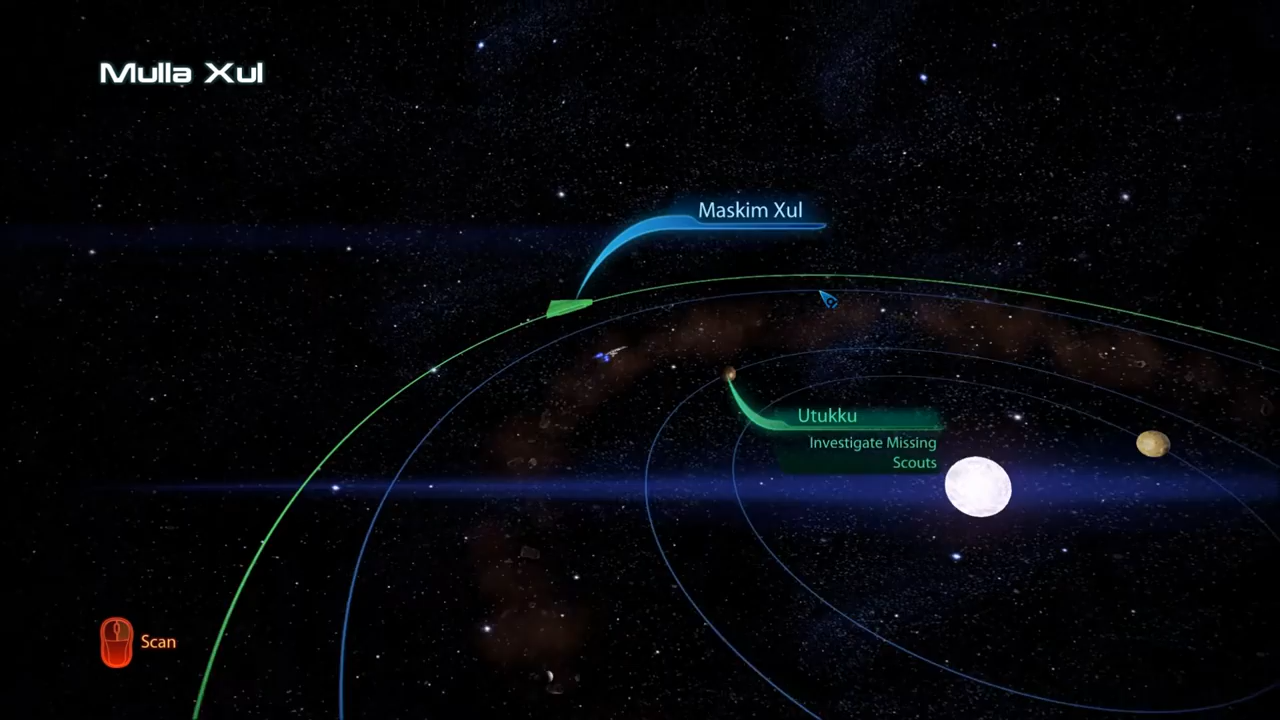 Mulla Xul
Maskim Xul
Utukku
Investigate Missing
Scouts
Scan